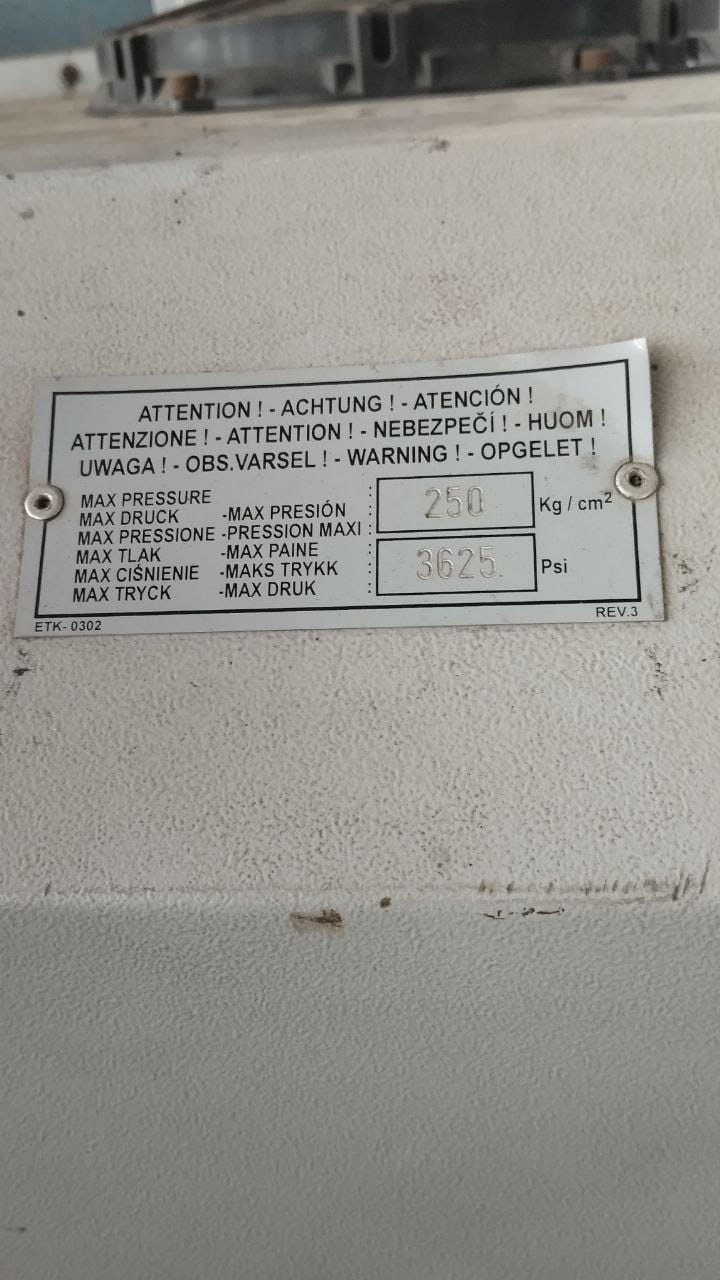 ATTENTION ! - ACHTUNG ! - ATENCIÓN !
ATTENZIONE ! - ATTENTION ! - NEBEZPEČÍ ! - HUOM !
UWAGA ! - OBS.VARSEL ! - WARNING ! - OPGELET !
MAX PRESSURE :
MAX DRUCK -MAX PRESIÓN :
MAX PRESSIONE -PRESSION MAXI :
MAX TLAK -MAX PAINE :
MAX CIŚNIENIE -MAKS TRYKK :
MAX TRYCK -MAX DRUK :
250 Kg / cm²
3625 Psi
ETK- 0302
REV.3